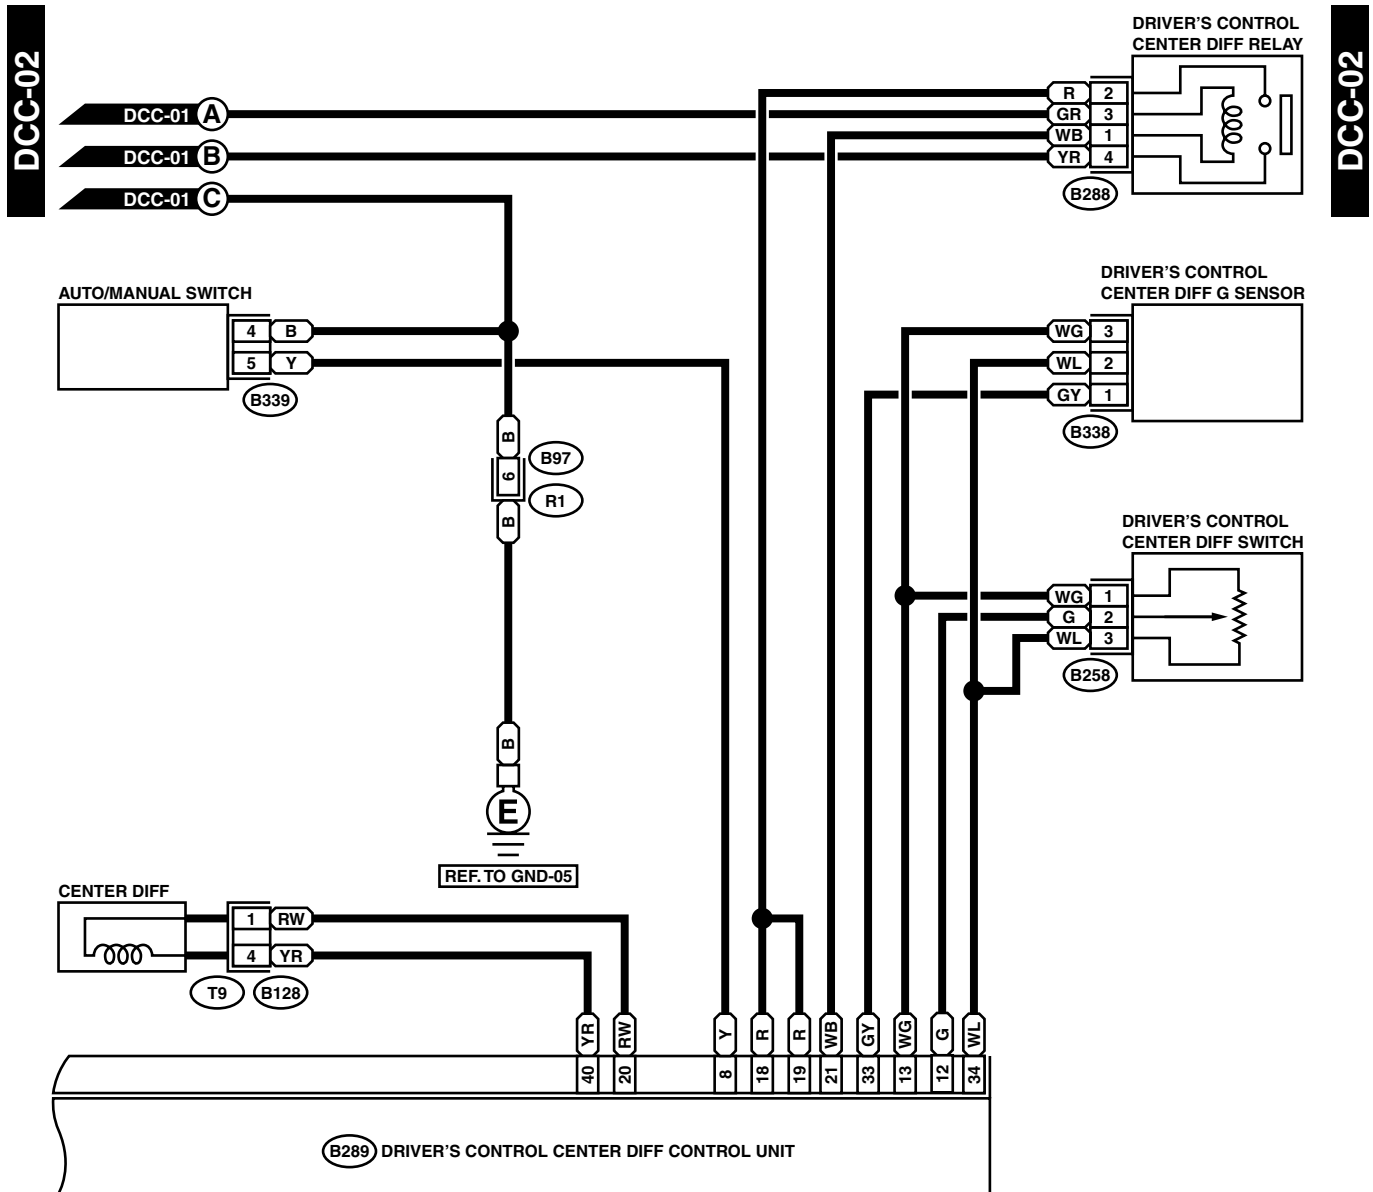 DCC-02
DCC-02
DRIVER'S CONTROL
CENTER DIFF RELAY
DCC-01 A
DCC-01 B
DCC-01 C
R 2
GR 3
WB 1
YR 4
B288
AUTO/MANUAL SWITCH
4 B
5 Y
B339
DRIVER'S CONTROL
CENTER DIFF G SENSOR
WG 3
WL 2
GY 1
B338
B
6
B
B97
R1
DRIVER'S CONTROL
CENTER DIFF SWITCH
WG 1
G 2
WL 3
B258
B
E
REF. TO GND-05
CENTER DIFF
1 RW
4 YR
T9 B128
YR RW Y R R WB GY WG G WL
40 20 8 18 19 21 33 13 12 34
B289 DRIVER'S CONTROL CENTER DIFF CONTROL UNIT